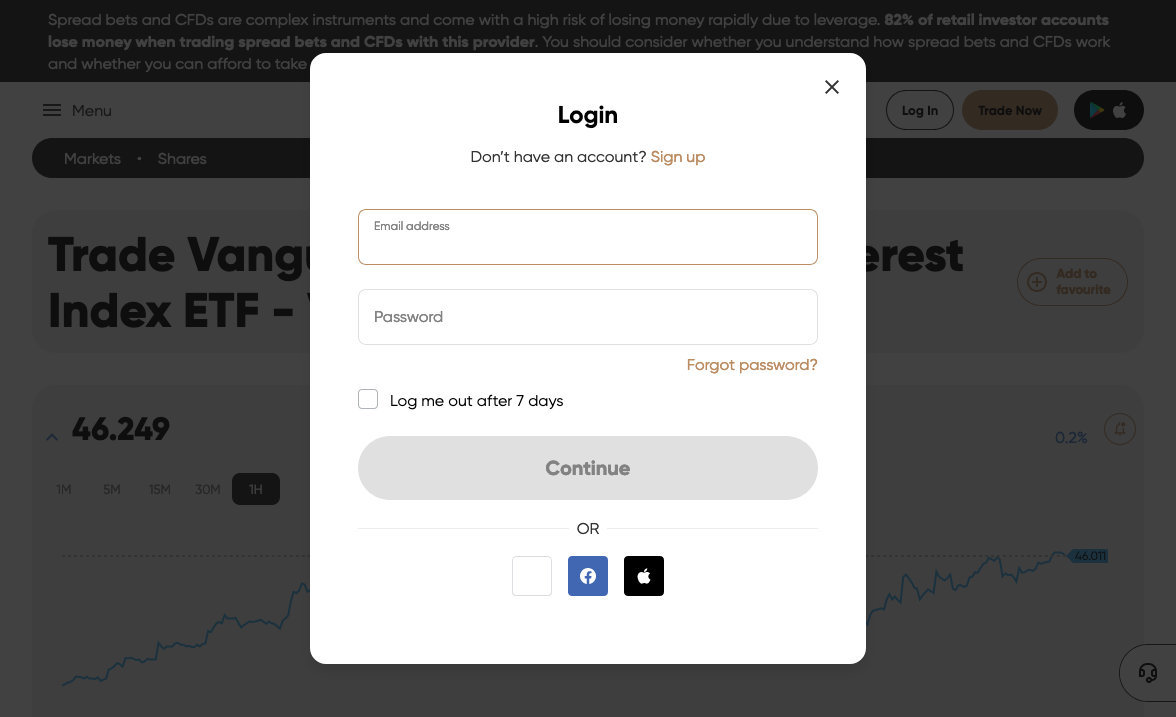 Spread bets and CFDs are complex instruments and come with a high risk of losing money rapidly due to leverage. 82% of retail investor accounts
lose money when trading spread bets and CFDs with this provider. You should consider whether you understand how spread bets and CFDs work
and whether you can afford to take
Menu
Log In
Trade Now
Markets • Shares
Login
Don't have an account? Sign up
Email address
Password
Forgot password?
Log me out after 7 days
Continue
OR
Trade Vang
erest
Index ETF -
Add to
favourite
46.249
0.2%
1M 5M 15M 30M 1H
46.011